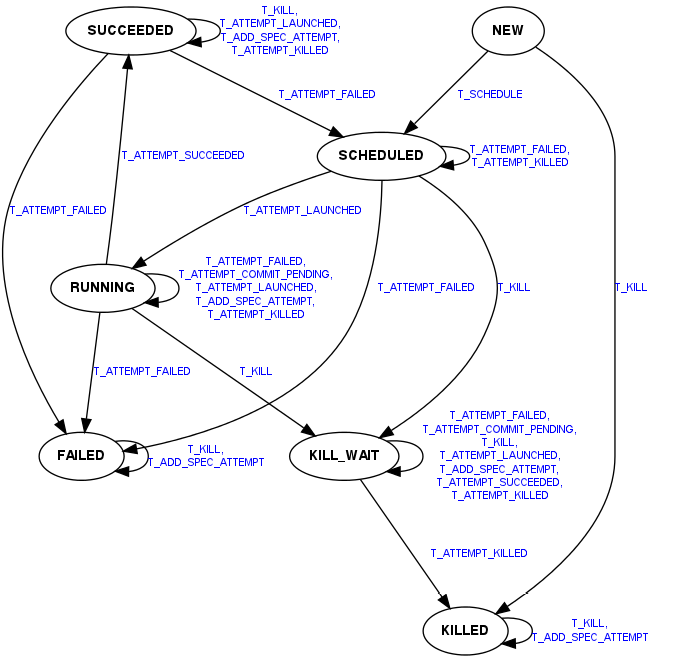 SUCCEEDED
T_KILL,
T_ATTEMPT_LAUNCHED,
T_ADD_SPEC_ATTEMPT,
T_ATTEMPT_KILLED
NEW
T_ATTEMPT_FAILED
T_SCHEDULE
SCHEDULED
T_ATTEMPT_FAILED,
T_ATTEMPT_KILLED
T_ATTEMPT_SUCCEEDED
T_ATTEMPT_FAILED
T_ATTEMPT_LAUNCHED
RUNNING
T_ATTEMPT_FAILED,
T_ATTEMPT_COMMIT_PENDING,
T_ATTEMPT_LAUNCHED,
T_ADD_SPEC_ATTEMPT,
T_ATTEMPT_KILLED
T_ATTEMPT_FAILED
T_KILL
T_KILL
T_ATTEMPT_FAILED
T_KILL
FAILED
T_KILL,
T_ADD_SPEC_ATTEMPT
KILL_WAIT
T_ATTEMPT_FAILED,
T_ATTEMPT_COMMIT_PENDING,
T_KILL,
T_ATTEMPT_LAUNCHED,
T_ADD_SPEC_ATTEMPT,
T_ATTEMPT_SUCCEEDED,
T_ATTEMPT_KILLED
T_ATTEMPT_KILLED
KILLED
T_KILL,
T_ADD_SPEC_ATTEMPT